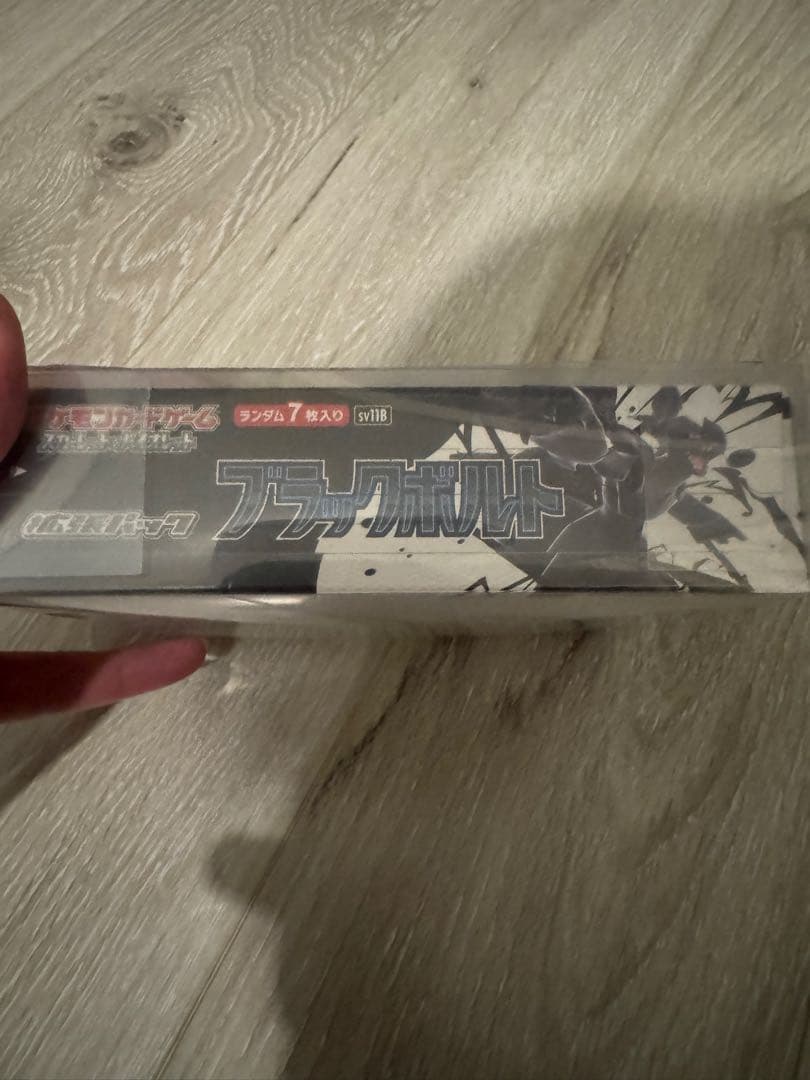 ポケモンカードゲーム
スカーレット&バイオレット
ランダム7枚入り SV11B
拡張パック
ブラックボルト